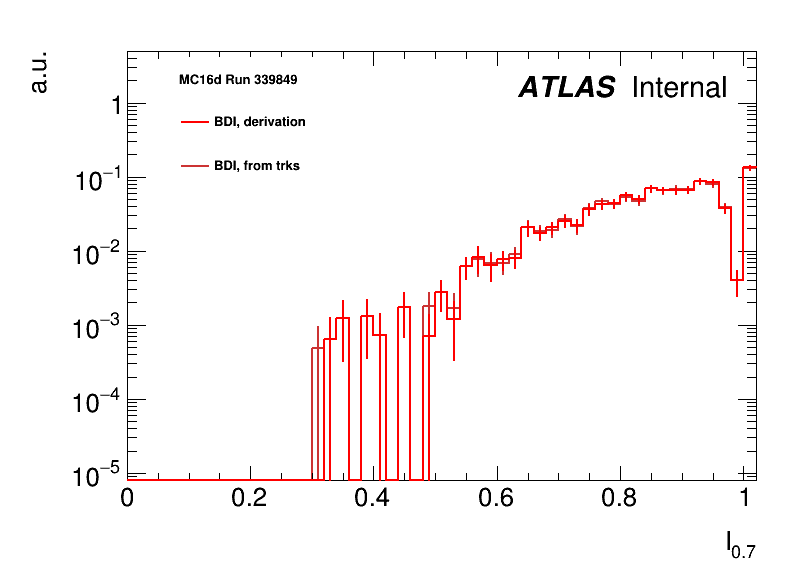 a.u.
MC16d Run 339849
ATLAS Internal
BDI, derivation
BDI, from trks
1
10⁻¹
10⁻²
10⁻³
10⁻⁴
10⁻⁵
0 0.2 0.4 0.6 0.8 1
I₀.₇